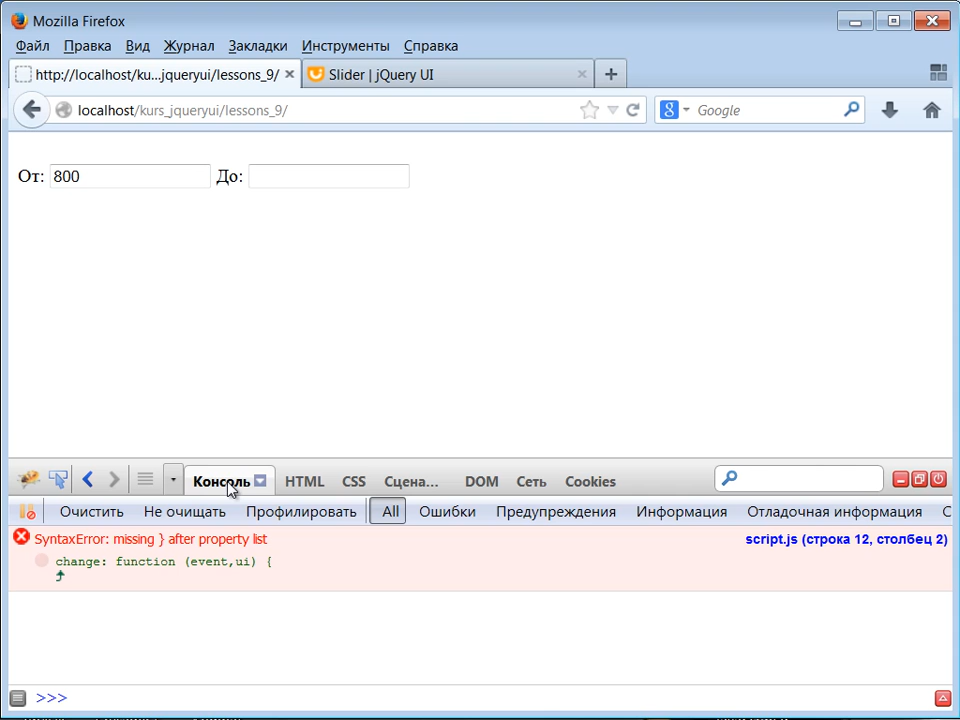 Mozilla Firefox
Файл Правка Вид Журнал Закладки Инструменты Справка
http://localhost/ku...jqueryui/lessons_9/ Slider | jQuery UI
localhost/kurs_jqueryui/lessons_9/ Google
От: 800 До:
Консоль HTML CSS Сцена... DOM Сеть Cookies
Очистить Не очищать Профилировать All Ошибки Предупреждения Информация Отладочная информация С
SyntaxError: missing } after property list script.js (строка 12, столбец 2)
change: function (event,ui) {
>>>